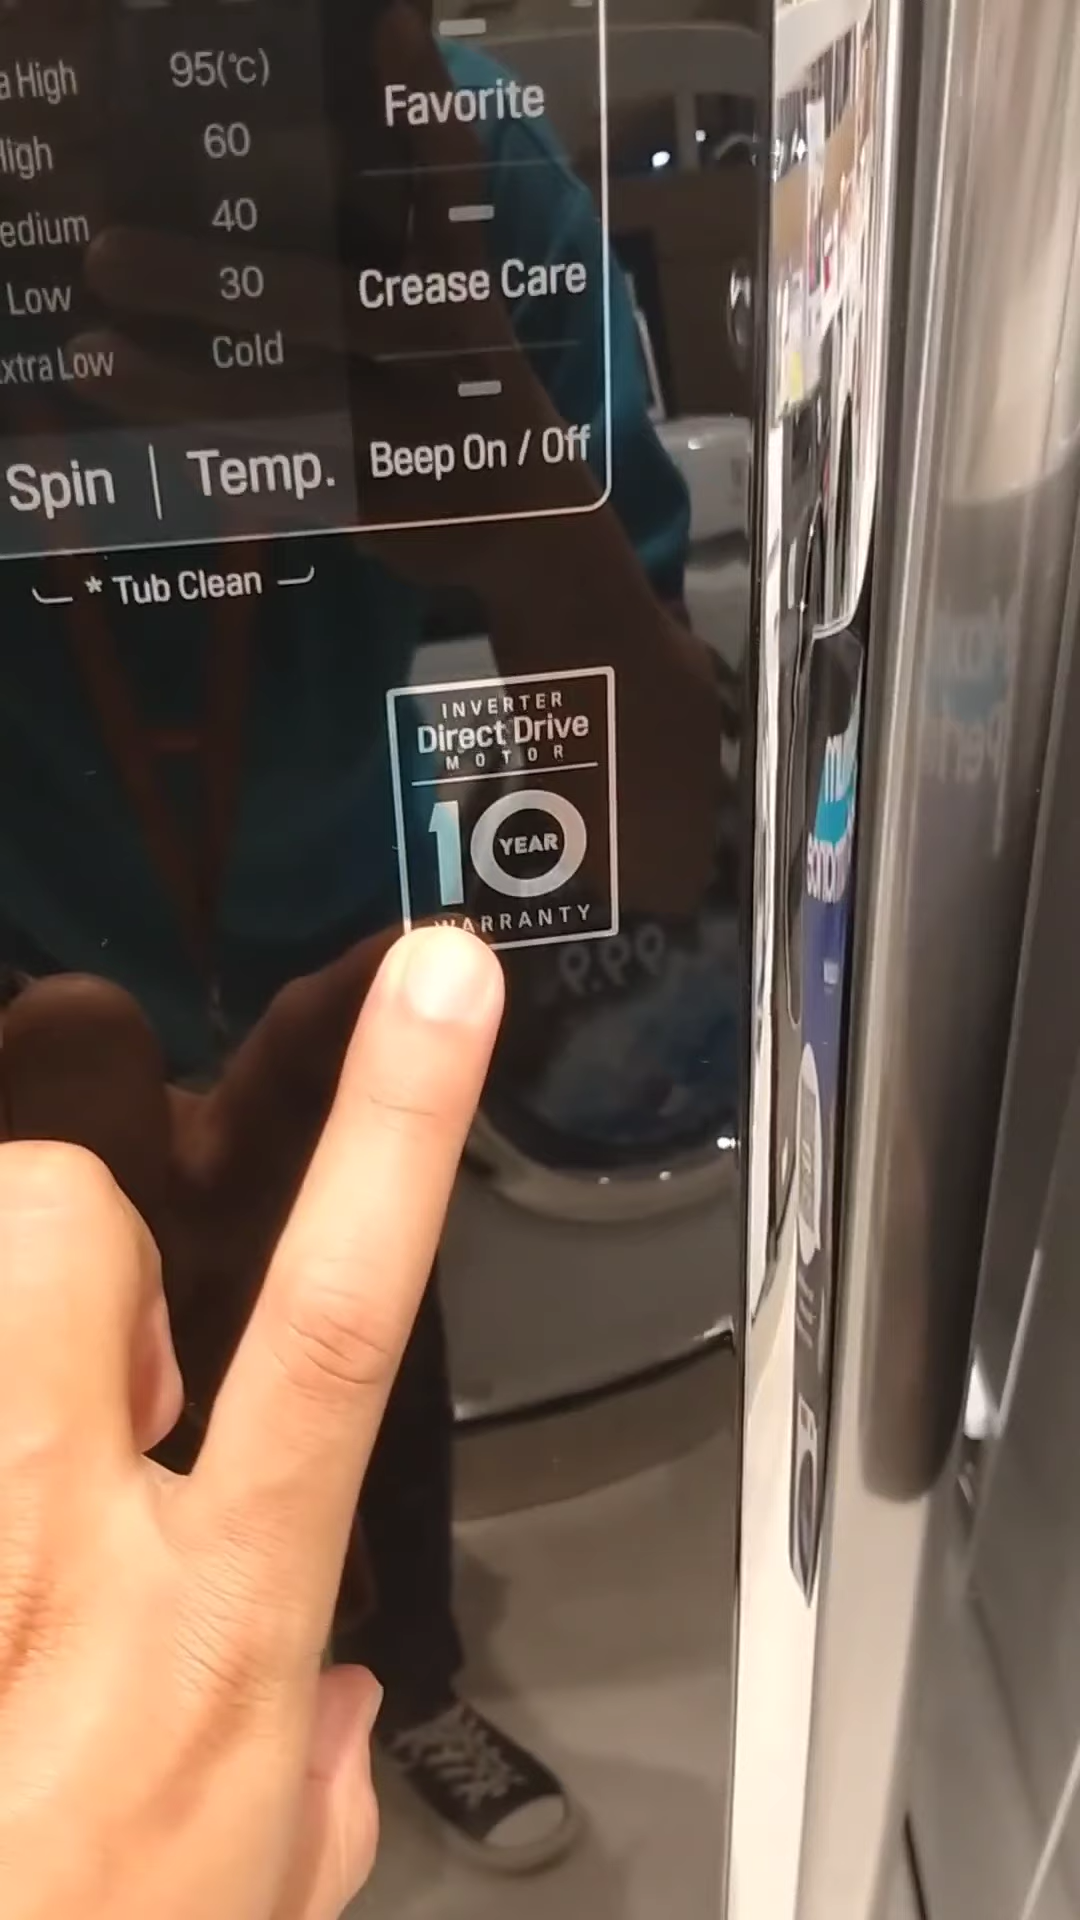 High
95(°C)
High
60
edium
40
Low
30
xtra Low
Cold
Favorite
Crease Care
Beep On / Off
Spin | Temp.
* Tub Clean
INVERTER
Direct Drive
MOTOR
10
YEAR
WARRANTY